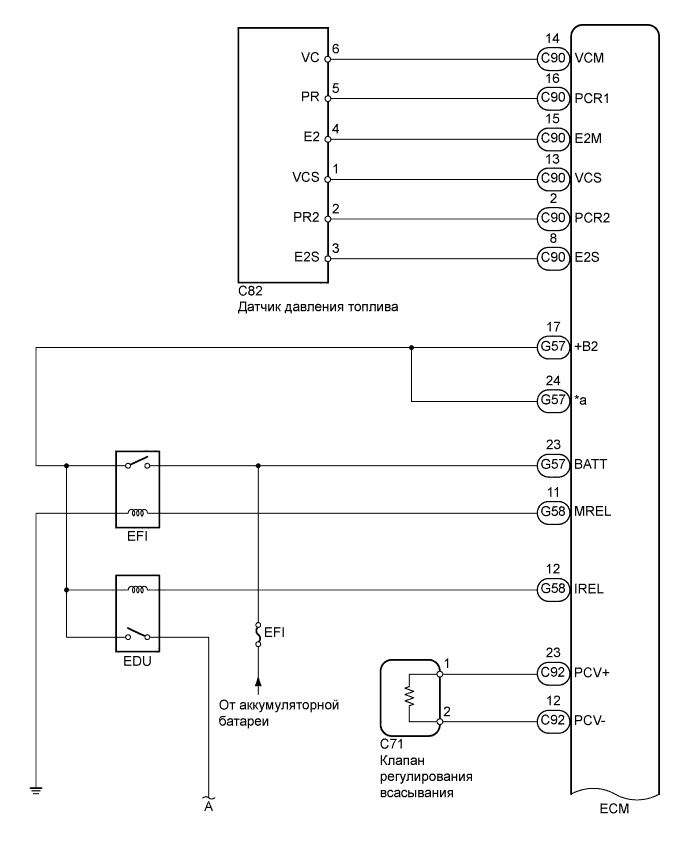 14
VC 6 C90 VCM
16
PR 5 C90 PCR1
15
E2 4 C90 E2M
13
VCS 1 C90 VCS
2
PR2 2 C90 PCR2
8
E2S 3 C90 E2S
C82
Датчик давления топлива
17
G57 +B2
24
G57 *a
23
G57 BATT
11
G58 MREL
EFI
12
G58 IREL
EFI
EDU
23
1 C92 PCV+
От аккумуляторной
батареи
12
2 C92 PCV-
C71
Клапан
регулирования
всасывания
A
ECM